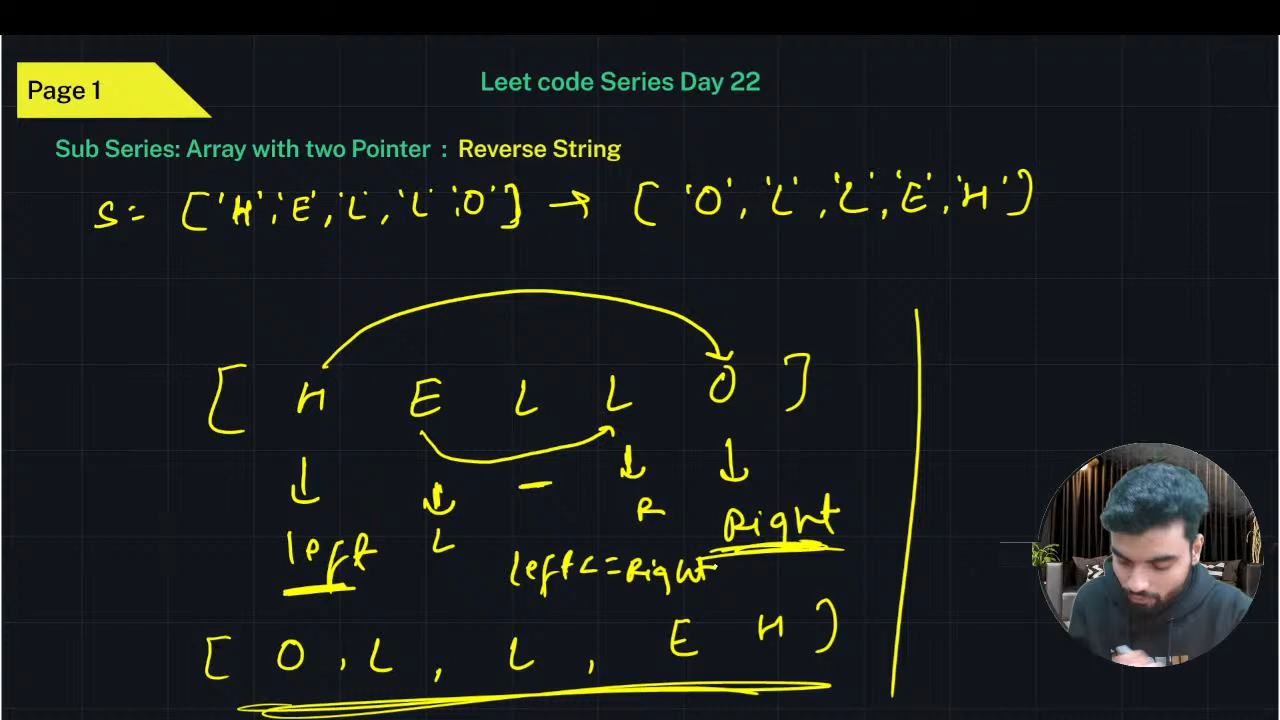 Page 1
Leet code Series Day 22
Sub Series: Array with two Pointer : Reverse String
S = ['H','E','L','L','O'] → ['O','L','L','E','H']
[ H E L L O ]
left L left<=Right R Right
[ O , L , L , E H ]